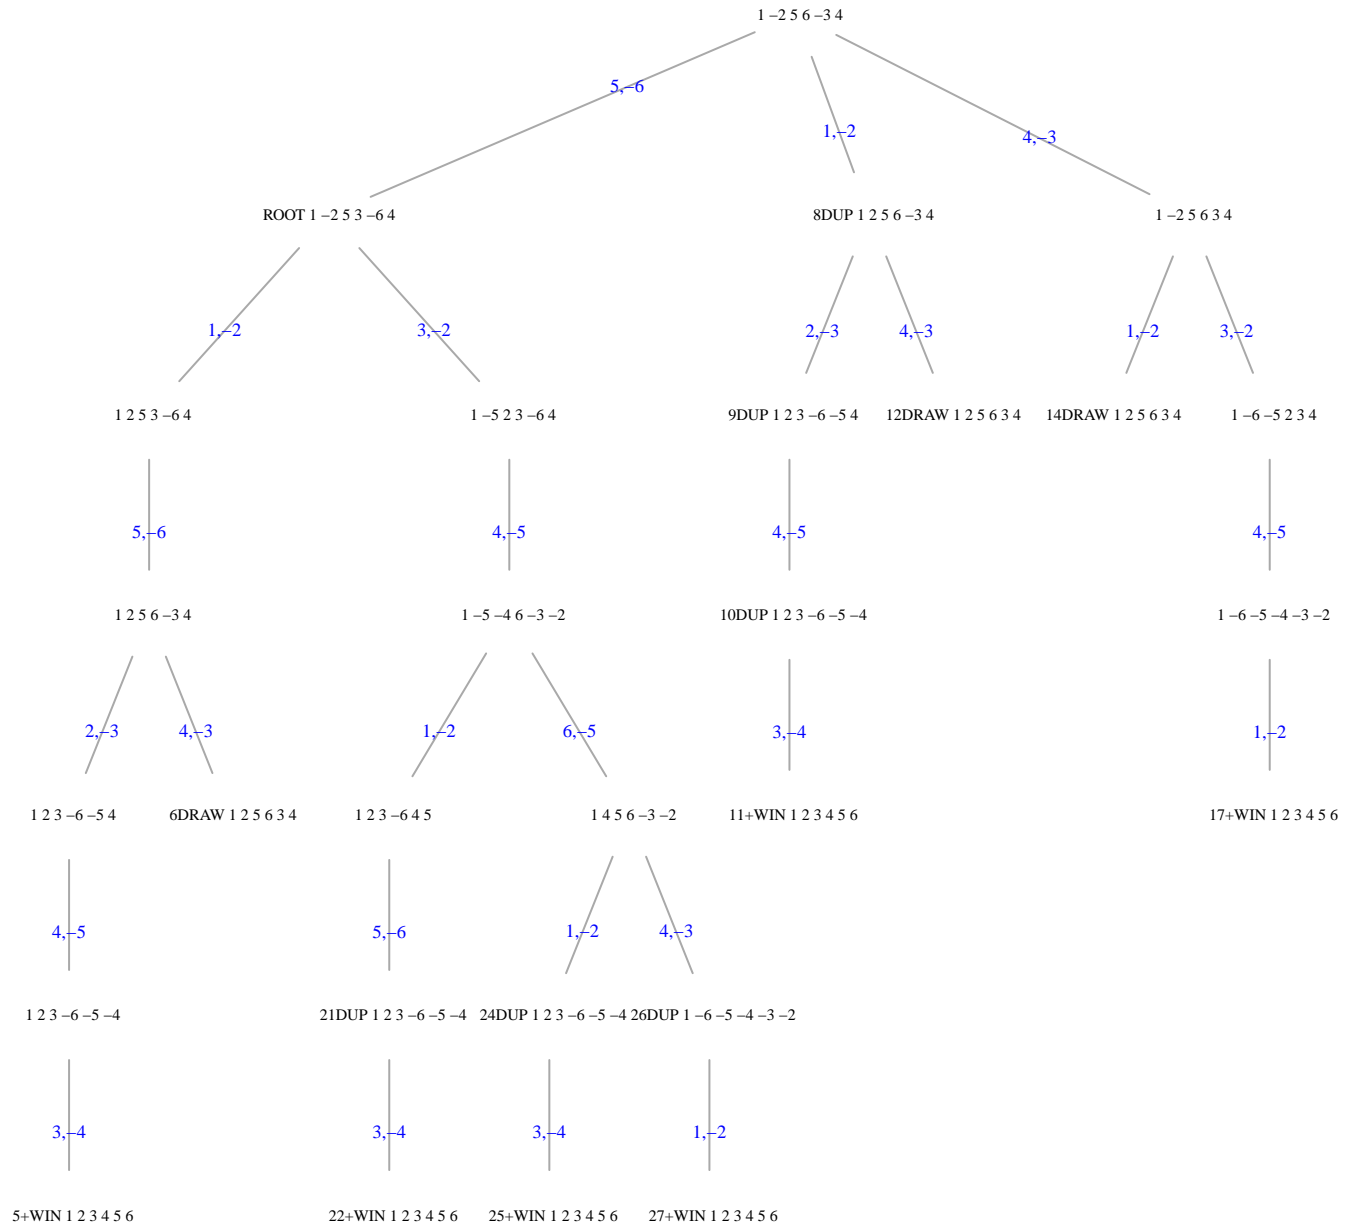 1 –2 5 6 –3 4
5,–6
1,–2
4,–3
ROOT 1 –2 5 3 –6 4
8DUP 1 2 5 6 –3 4
1 –2 5 6 3 4
1,–2
3,–2
2,–3
4,–3
1,–2
3,–2
1 2 5 3 –6 4
1 –5 2 3 –6 4
9DUP 1 2 3 –6 –5 4
12DRAW 1 2 5 6 3 4
14DRAW 1 2 5 6 3 4
1 –6 –5 2 3 4
5,–6
4,–5
4,–5
4,–5
1 2 5 6 –3 4
1 –5 –4 6 –3 –2
10DUP 1 2 3 –6 –5 –4
1 –6 –5 –4 –3 –2
2,–3
4,–3
1,–2
6,–5
3,–4
1,–2
1 2 3 –6 –5 4
6DRAW 1 2 5 6 3 4
1 2 3 –6 4 5
1 4 5 6 –3 –2
11+WIN 1 2 3 4 5 6
17+WIN 1 2 3 4 5 6
4,–5
5,–6
1,–2
4,–3
1 2 3 –6 –5 –4
21DUP 1 2 3 –6 –5 –4
24DUP 1 2 3 –6 –5 –4
26DUP 1 –6 –5 –4 –3 –2
3,–4
3,–4
3,–4
1,–2
5+WIN 1 2 3 4 5 6
22+WIN 1 2 3 4 5 6
25+WIN 1 2 3 4 5 6
27+WIN 1 2 3 4 5 6